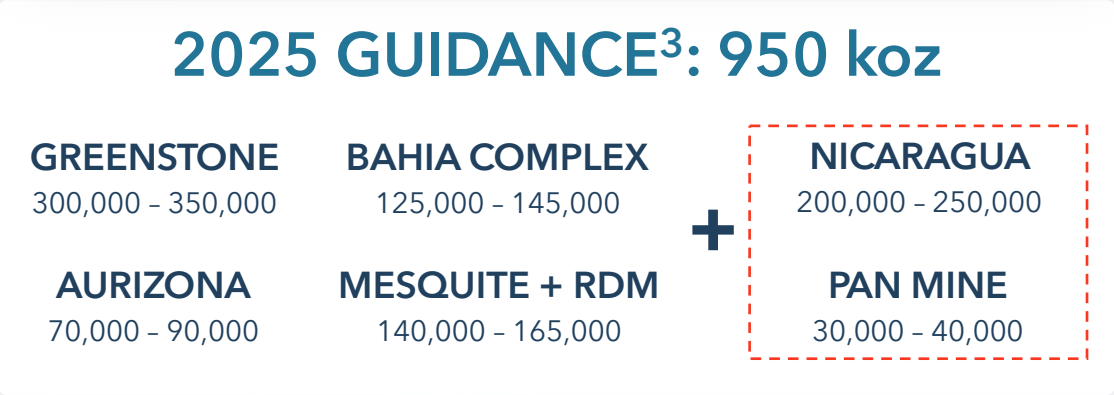 2025 GUIDANCE³: 950 koz
GREENSTONE
300,000 – 350,000
BAHIA COMPLEX
125,000 – 145,000
AURIZONA
70,000 – 90,000
MESQUITE + RDM
140,000 – 165,000
+
NICARAGUA
200,000 – 250,000
PAN MINE
30,000 – 40,000